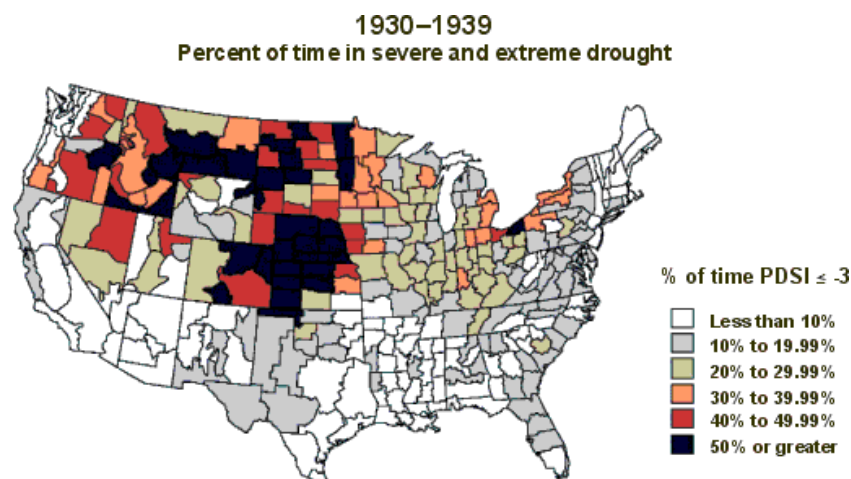 1930–1939
Percent of time in severe and extreme drought
% of time PDSI ≤ -3
Less than 10%
10% to 19.99%
20% to 29.99%
30% to 39.99%
40% to 49.99%
50% or greater